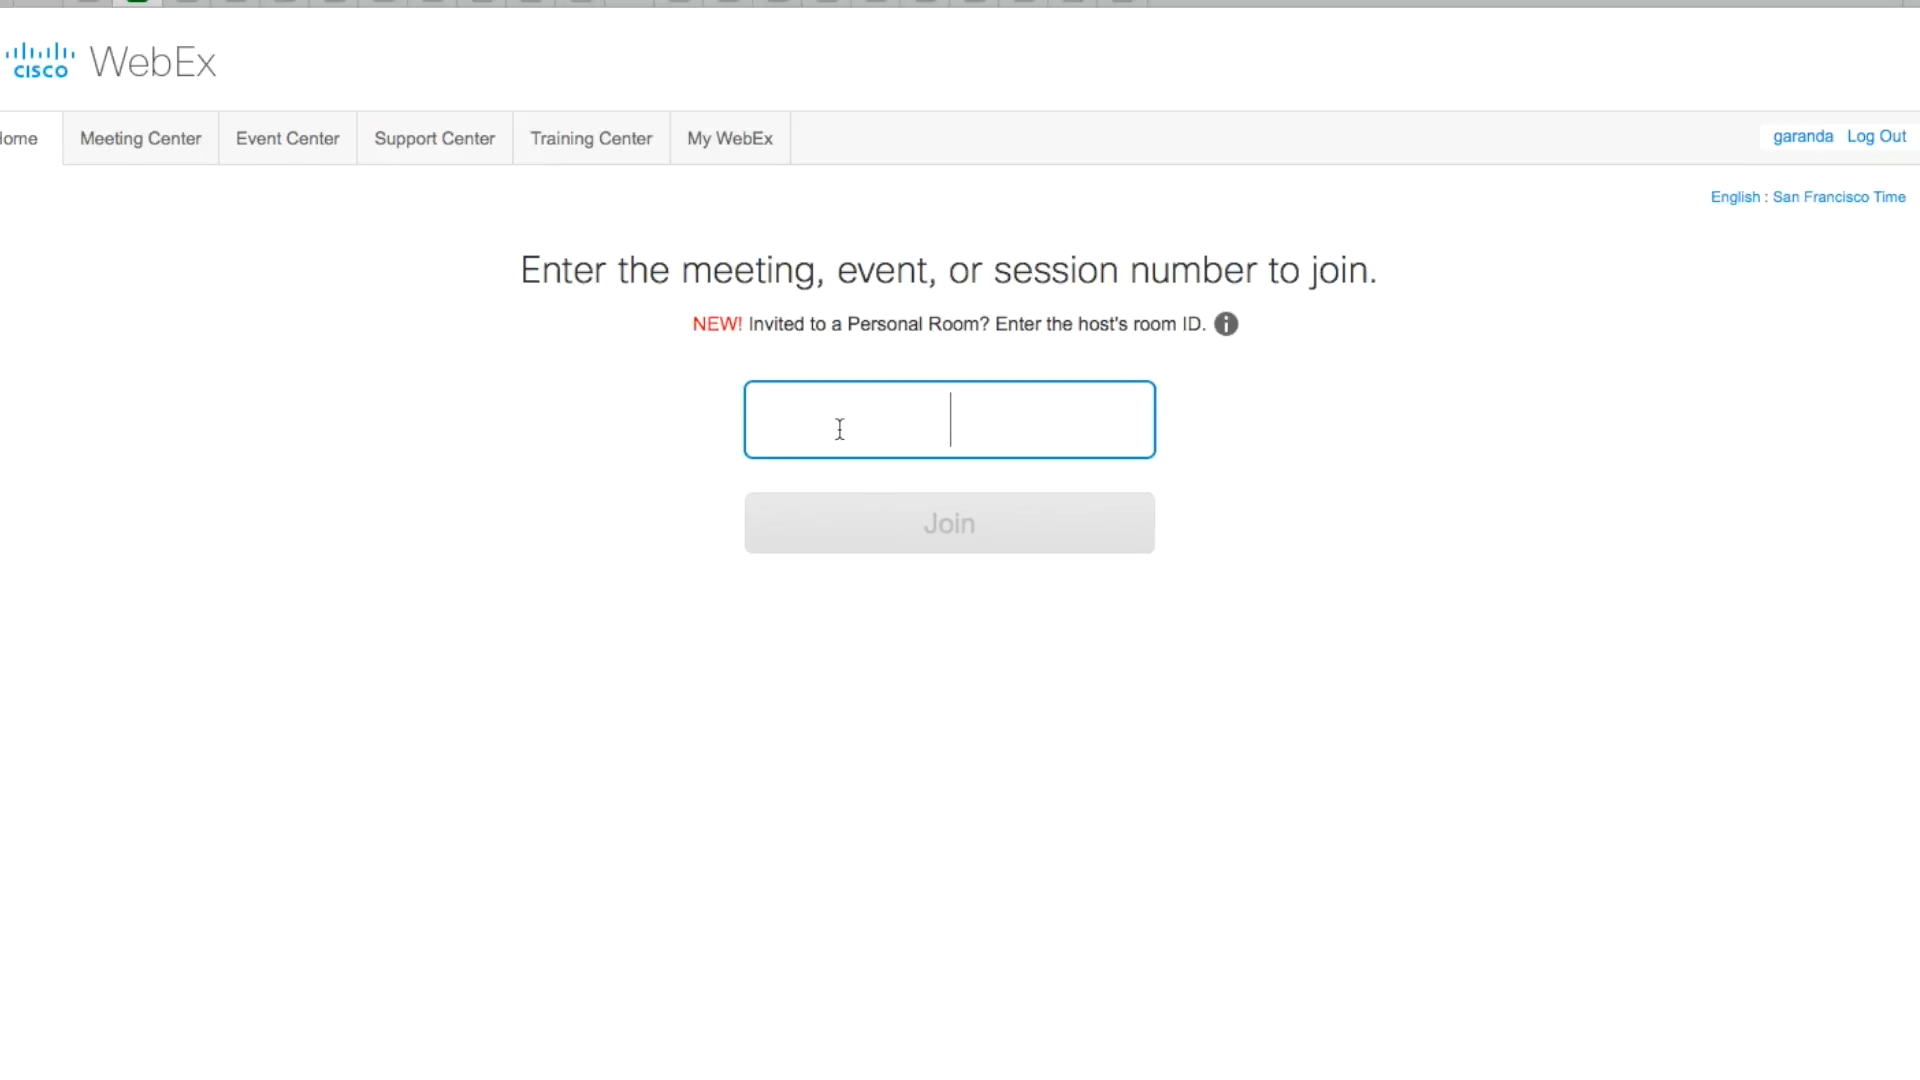 CISCO WebEx
Home Meeting Center Event Center Support Center Training Center My WebEx garanda Log Out
English : San Francisco Time
Enter the meeting, event, or session number to join.
NEW! Invited to a Personal Room? Enter the host's room ID.
Join